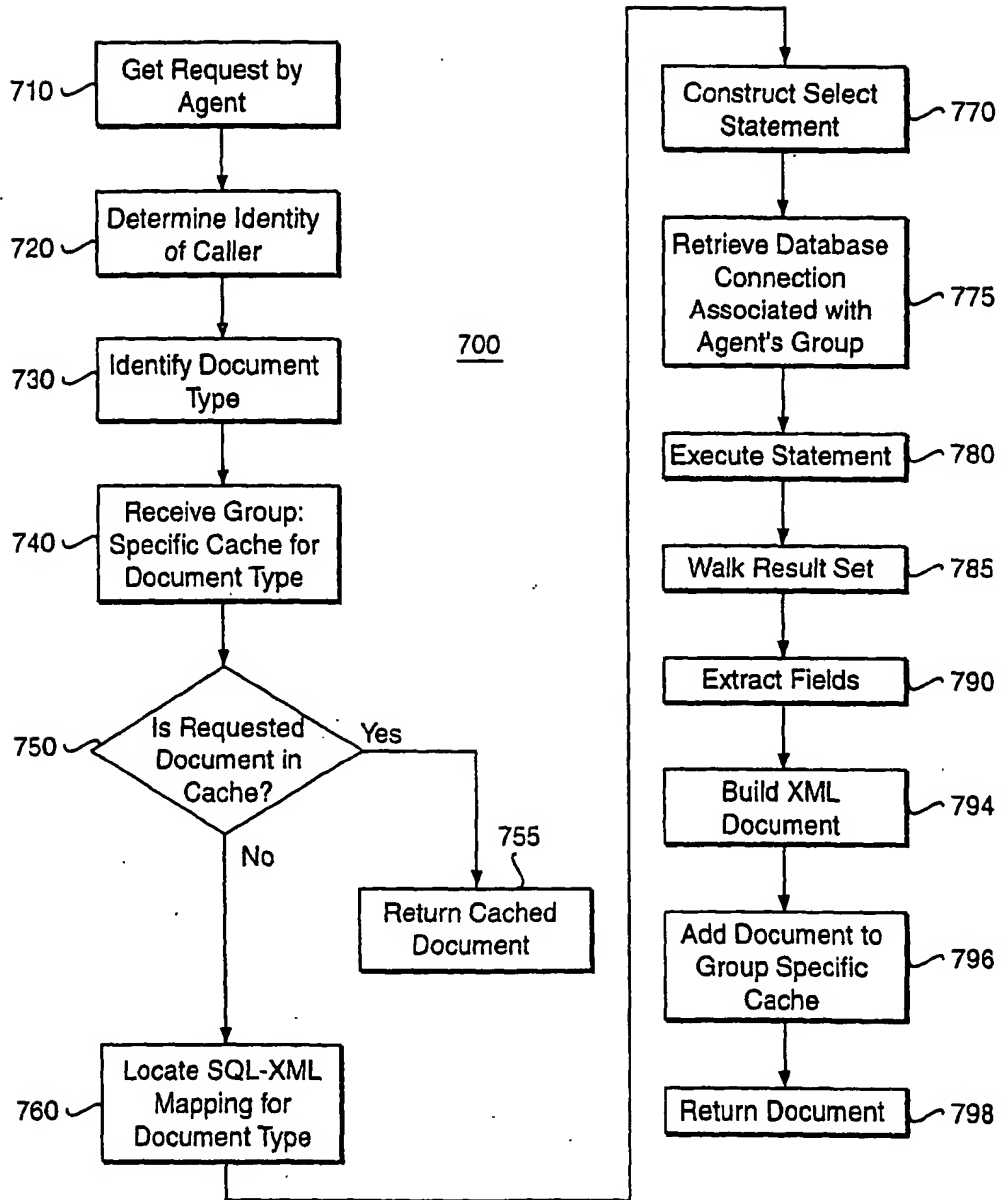 710
Get Request by
Agent
720
Determine Identity
of Caller
730
Identify Document
Type
700
740
Receive Group:
Specific Cache for
Document Type
750
Is Requested
Document in
Cache?
Yes
No
755
Return Cached
Document
760
Locate SQL-XML
Mapping for
Document Type
Construct Select
Statement
770
Retrieve Database
Connection
Associated with
Agent's Group
775
Execute Statement
780
Walk Result Set
785
Extract Fields
790
Build XML
Document
794
Add Document to
Group Specific
Cache
796
Return Document
798